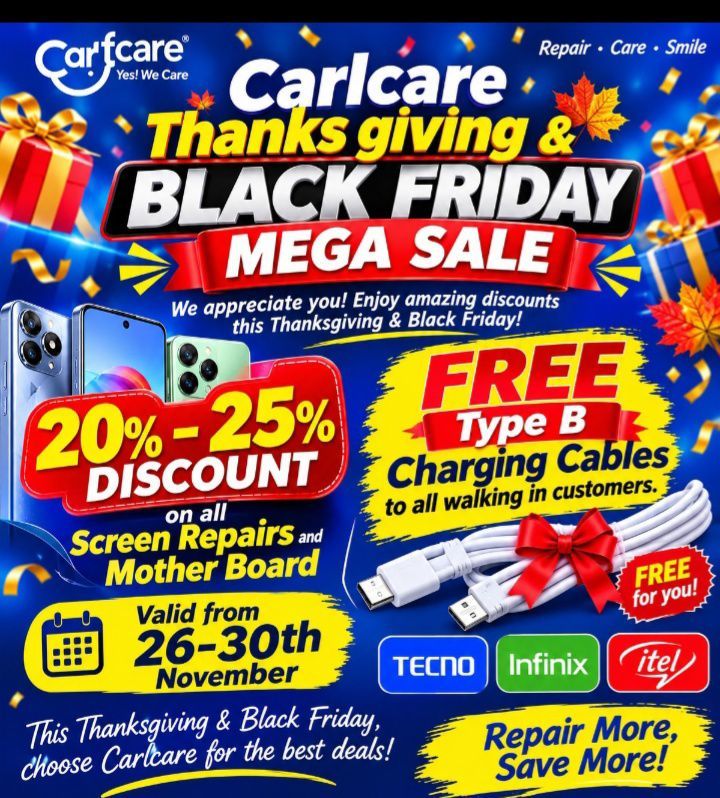 Carlcare®
Yes! We Care
Repair • Care • Smile
Carlcare
Thanks giving &
BLACK FRIDAY
MEGA SALE
We appreciate you! Enjoy amazing discounts
this Thanksgiving & Black Friday!
20% - 25%
DISCOUNT
on all
Screen Repairs and
Mother Board
FREE
Type B
Charging Cables
to all walking in customers.
FREE
for you!
Valid from
26-30th
November
TECNO
Infinix
itel
This Thanksgiving & Black Friday,
choose Carlcare for the best deals!
Repair More,
Save More!